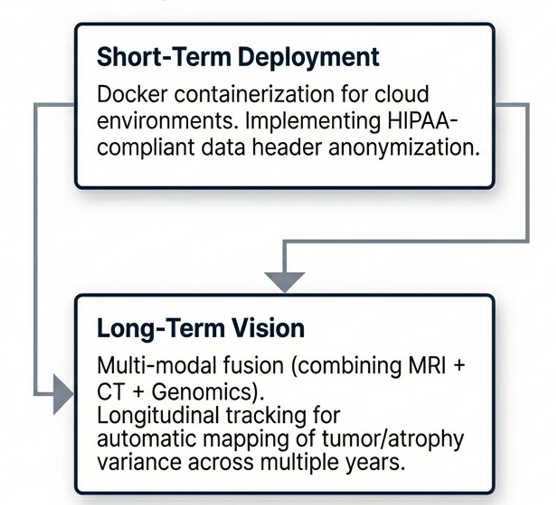 Short-Term Deployment
Docker containerization for cloud
environments. Implementing HIPAA-
compliant data header anonymization.
Long-Term Vision
Multi-modal fusion (combining MRI +
CT + Genomics).
Longitudinal tracking for
automatic mapping of tumor/atrophy
variance across multiple years.